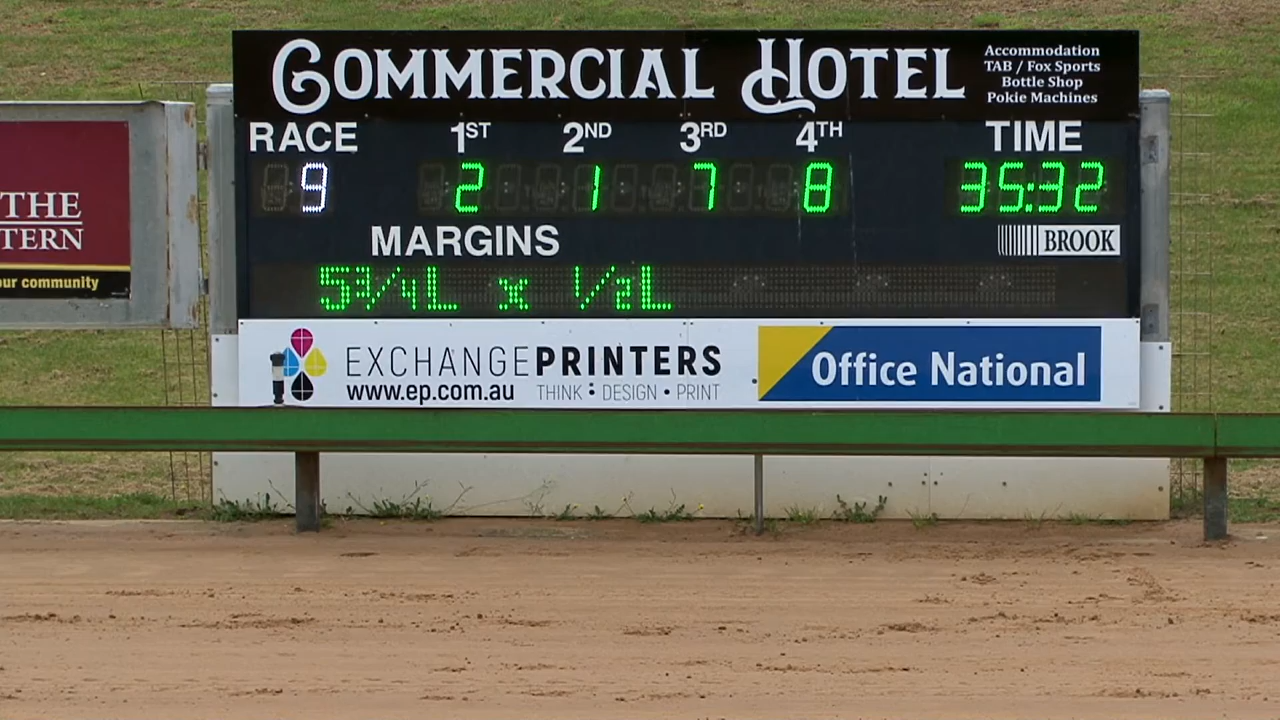 COMMERCIAL HOTEL
Accommodation
TAB / Fox Sports
Bottle Shop
Pokie Machines
RACE 1ST 2ND 3RD 4TH TIME
9 2 1 7 8 35:32
MARGINS
BROOK
5¾L x ½L
THE
TERN
our community
EXCHANGEPRINTERS
www.ep.com.au THINK : DESIGN • PRINT
Office National